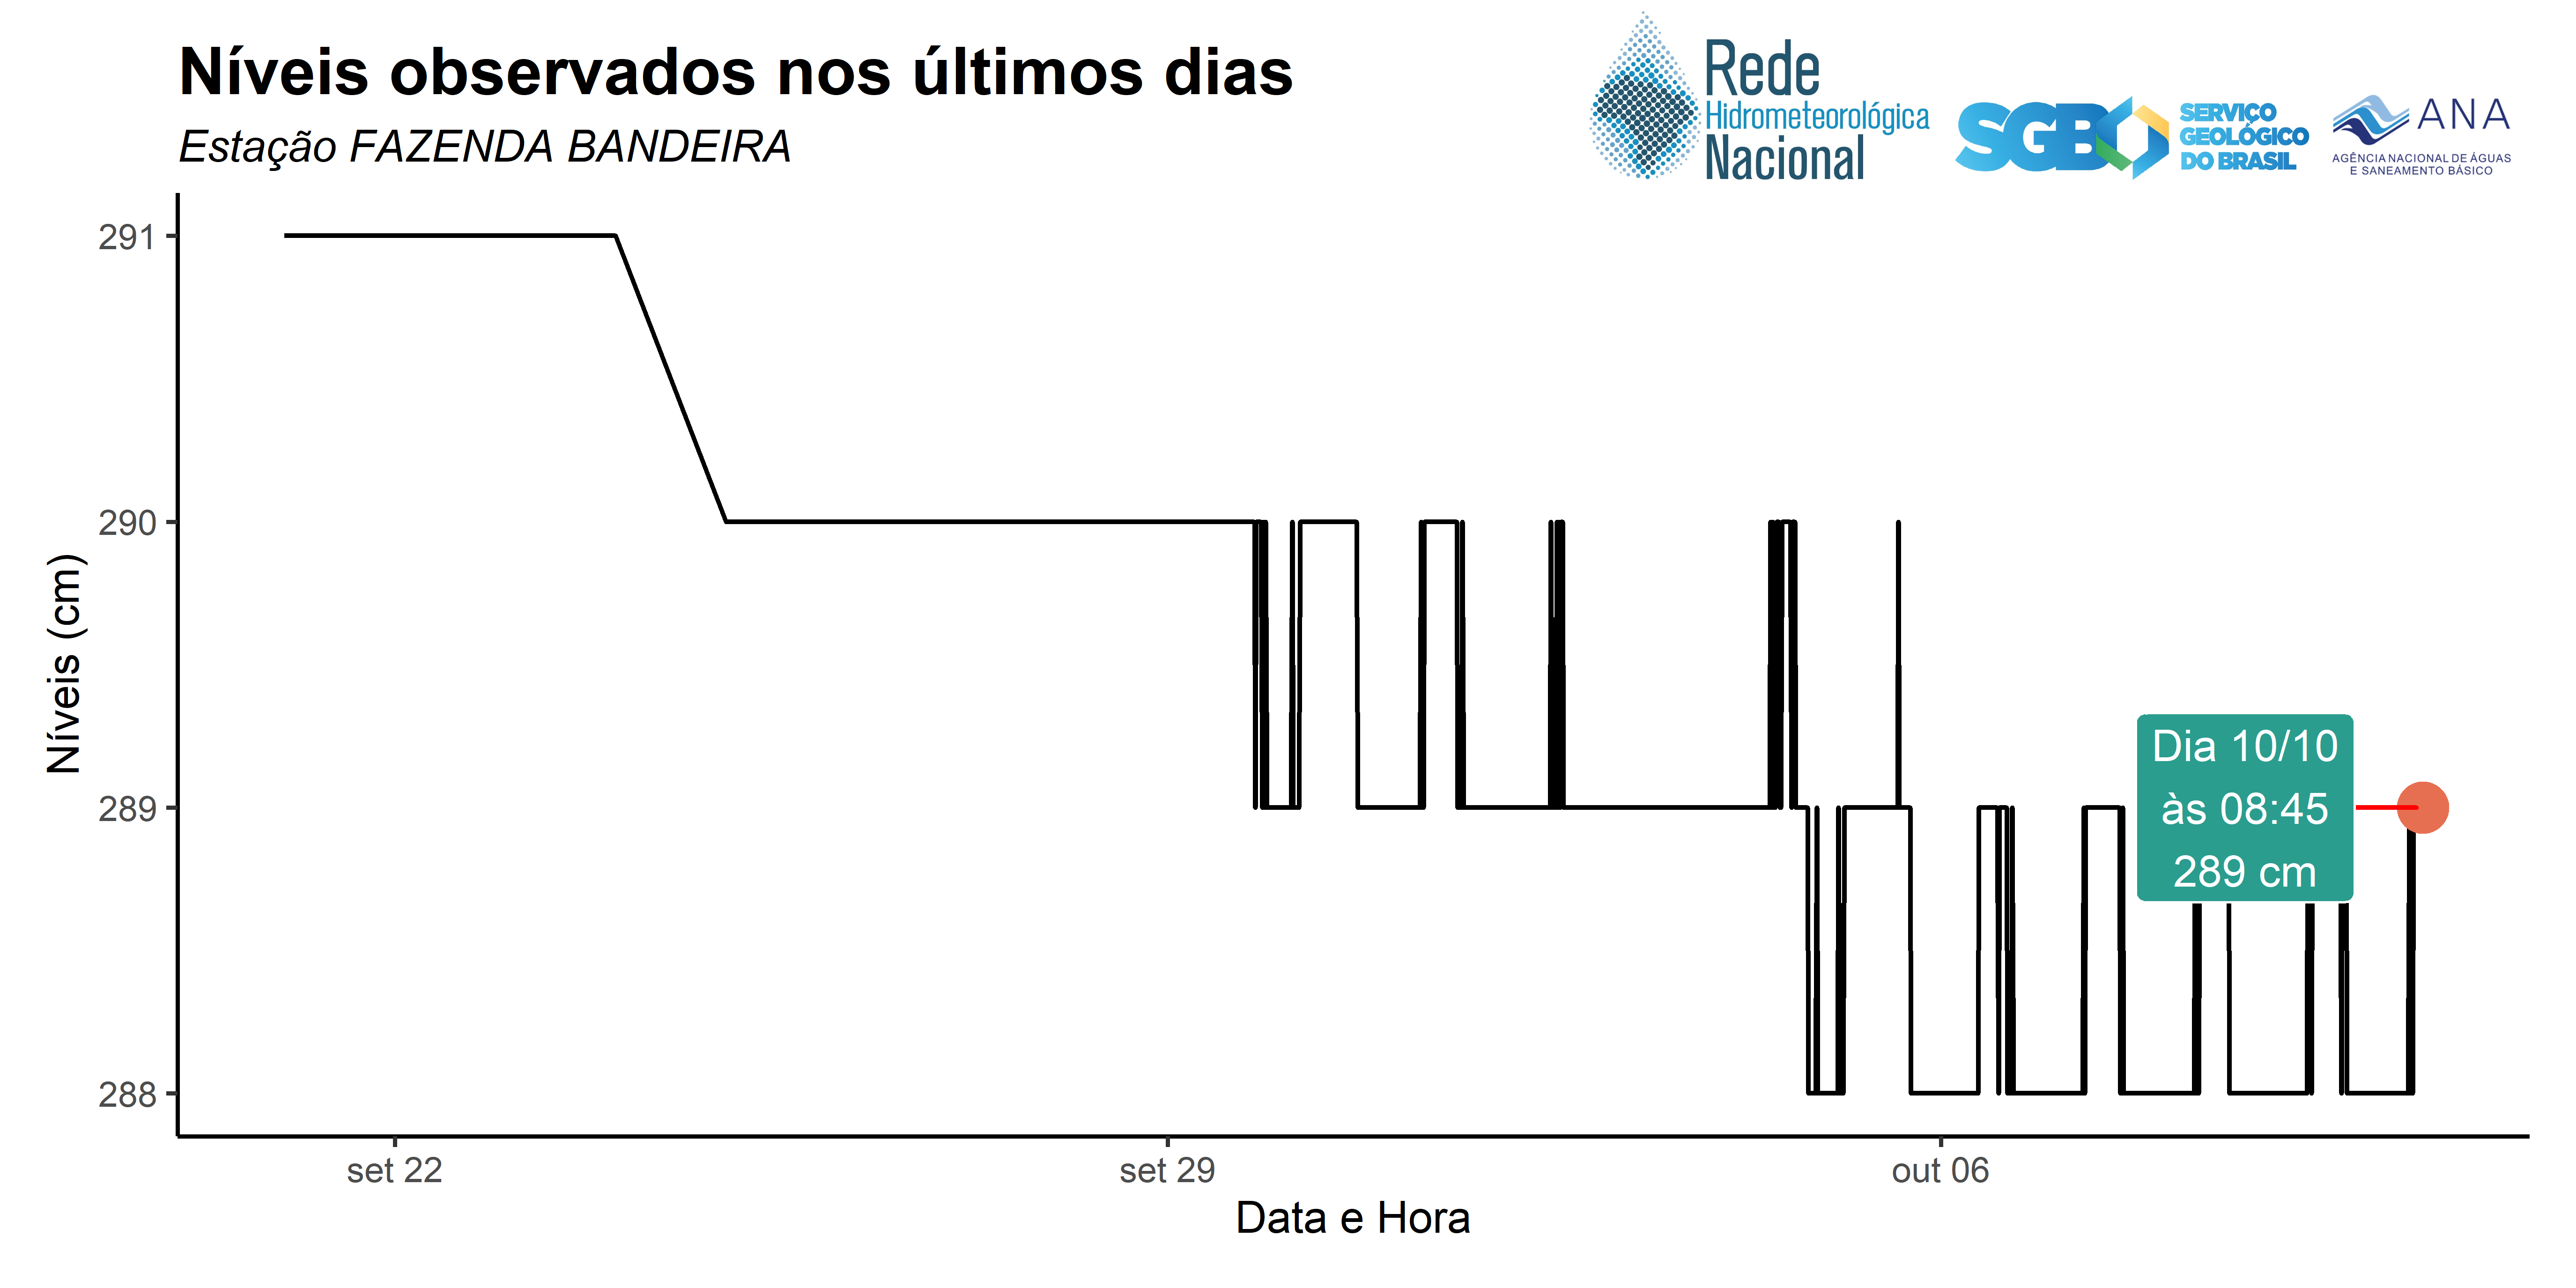 Níveis observados nos últimos dias
Estação FAZENDA BANDEIRA
Rede
Hidrometeorológica
Nacional
SGB
SERVIÇO
GEOLÓGICO
DO BRASIL
ANA
AGÊNCIA NACIONAL DE ÁGUAS
E SANEAMENTO BÁSICO
Níveis (cm)
291
290
289
288
Dia 10/10
às 08:45
289 cm
set 22
set 29
out 06
Data e Hora